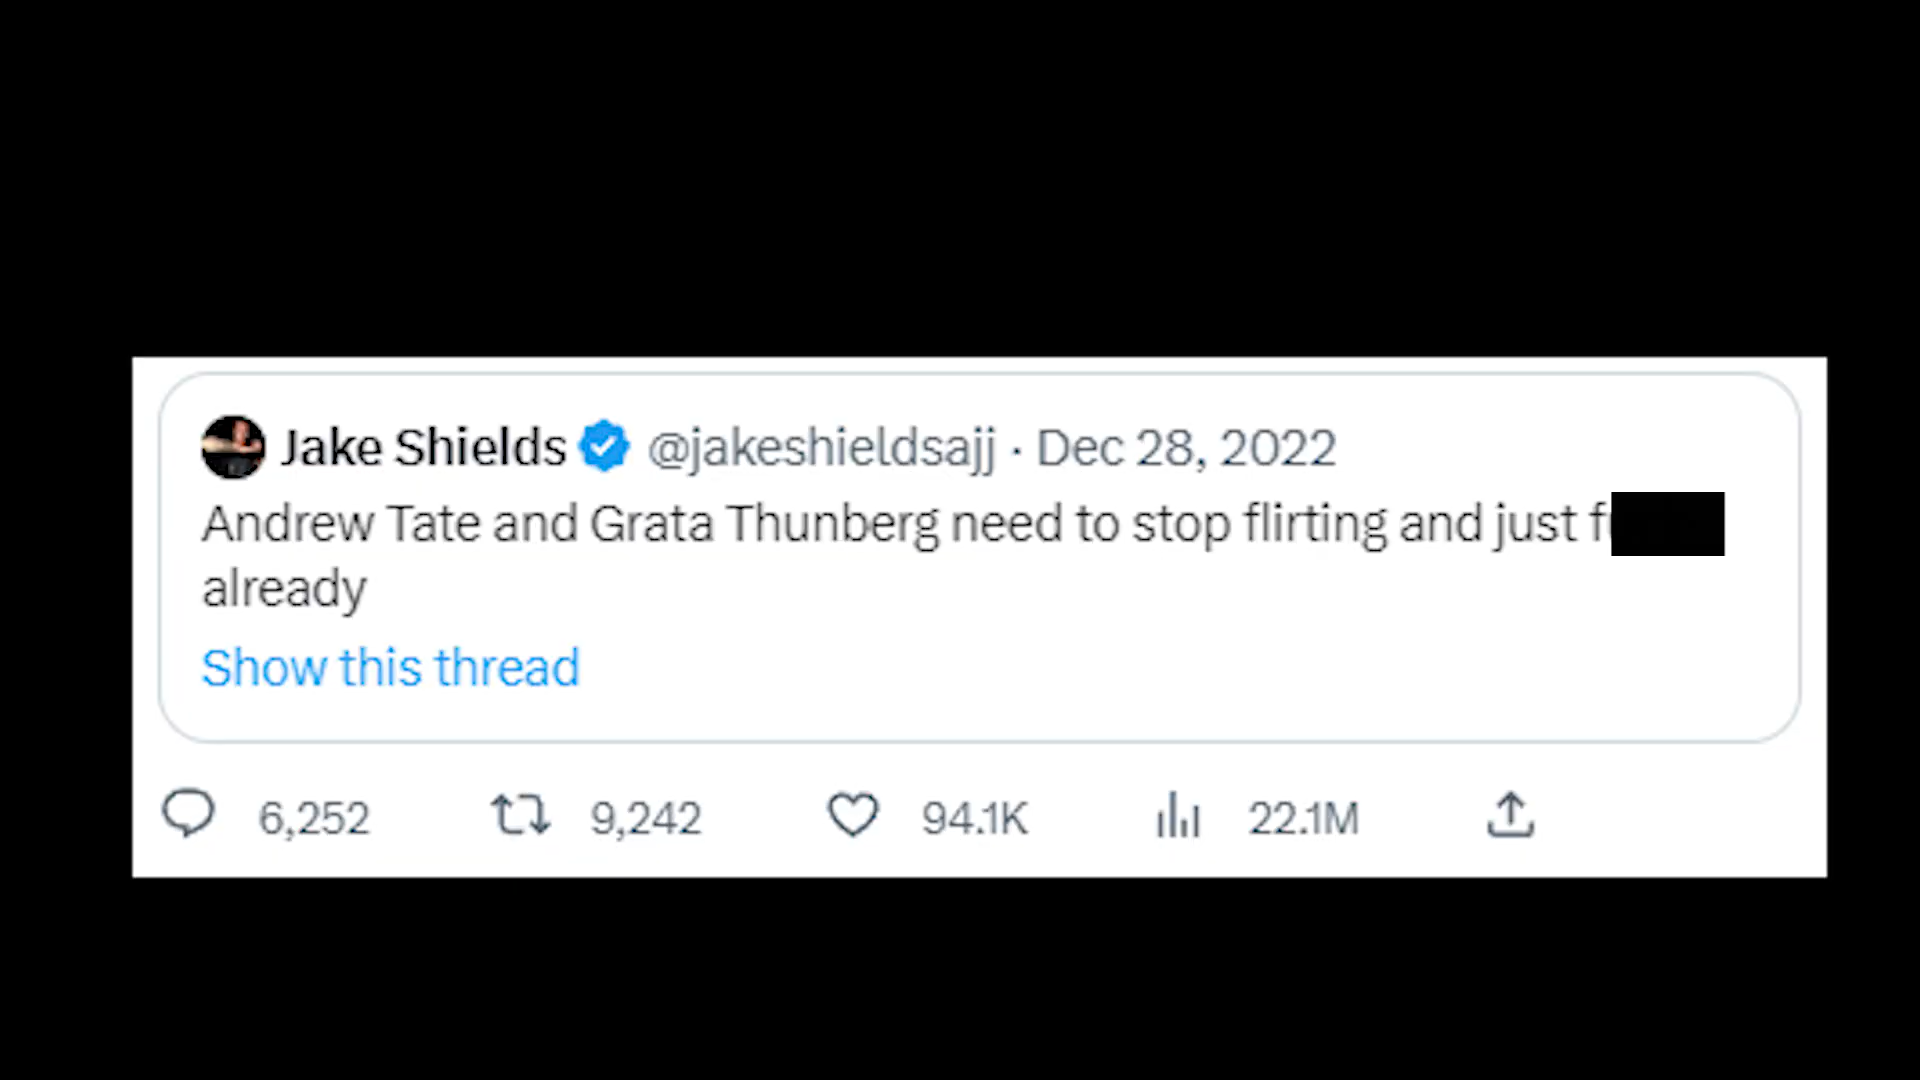 Jake Shields @jakeshieldsajj · Dec 28, 2022
Andrew Tate and Grata Thunberg need to stop flirting and just
already
Show this thread
6,252 9,242 94.1K 22.1M